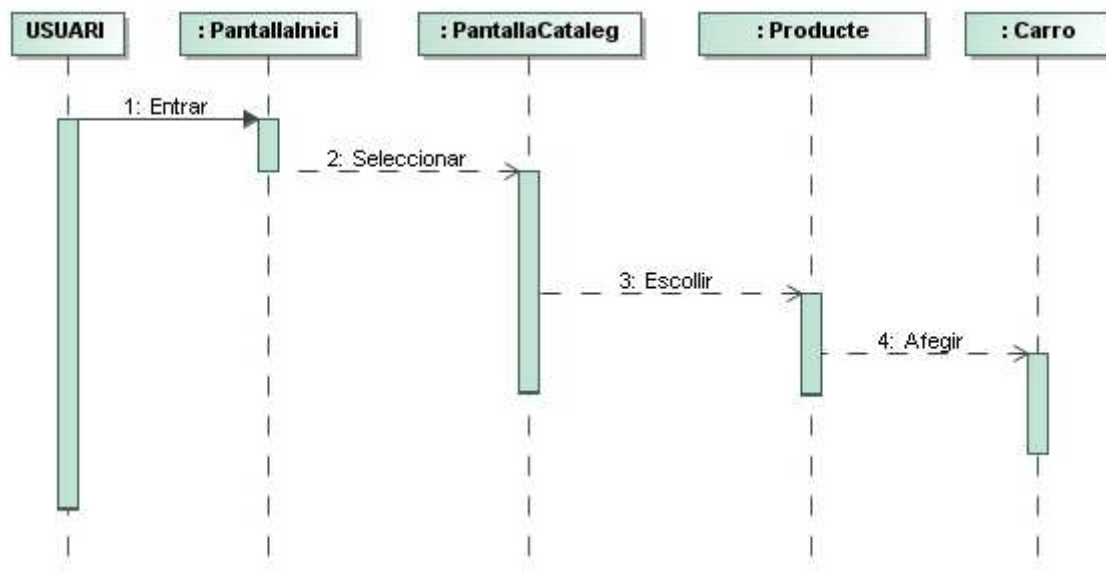 USUARI
: PantallaInici
: PantallaCataleg
: Producte
: Carro
1: Entrar
2: Seleccionar
3: Escollir
4: Afegir